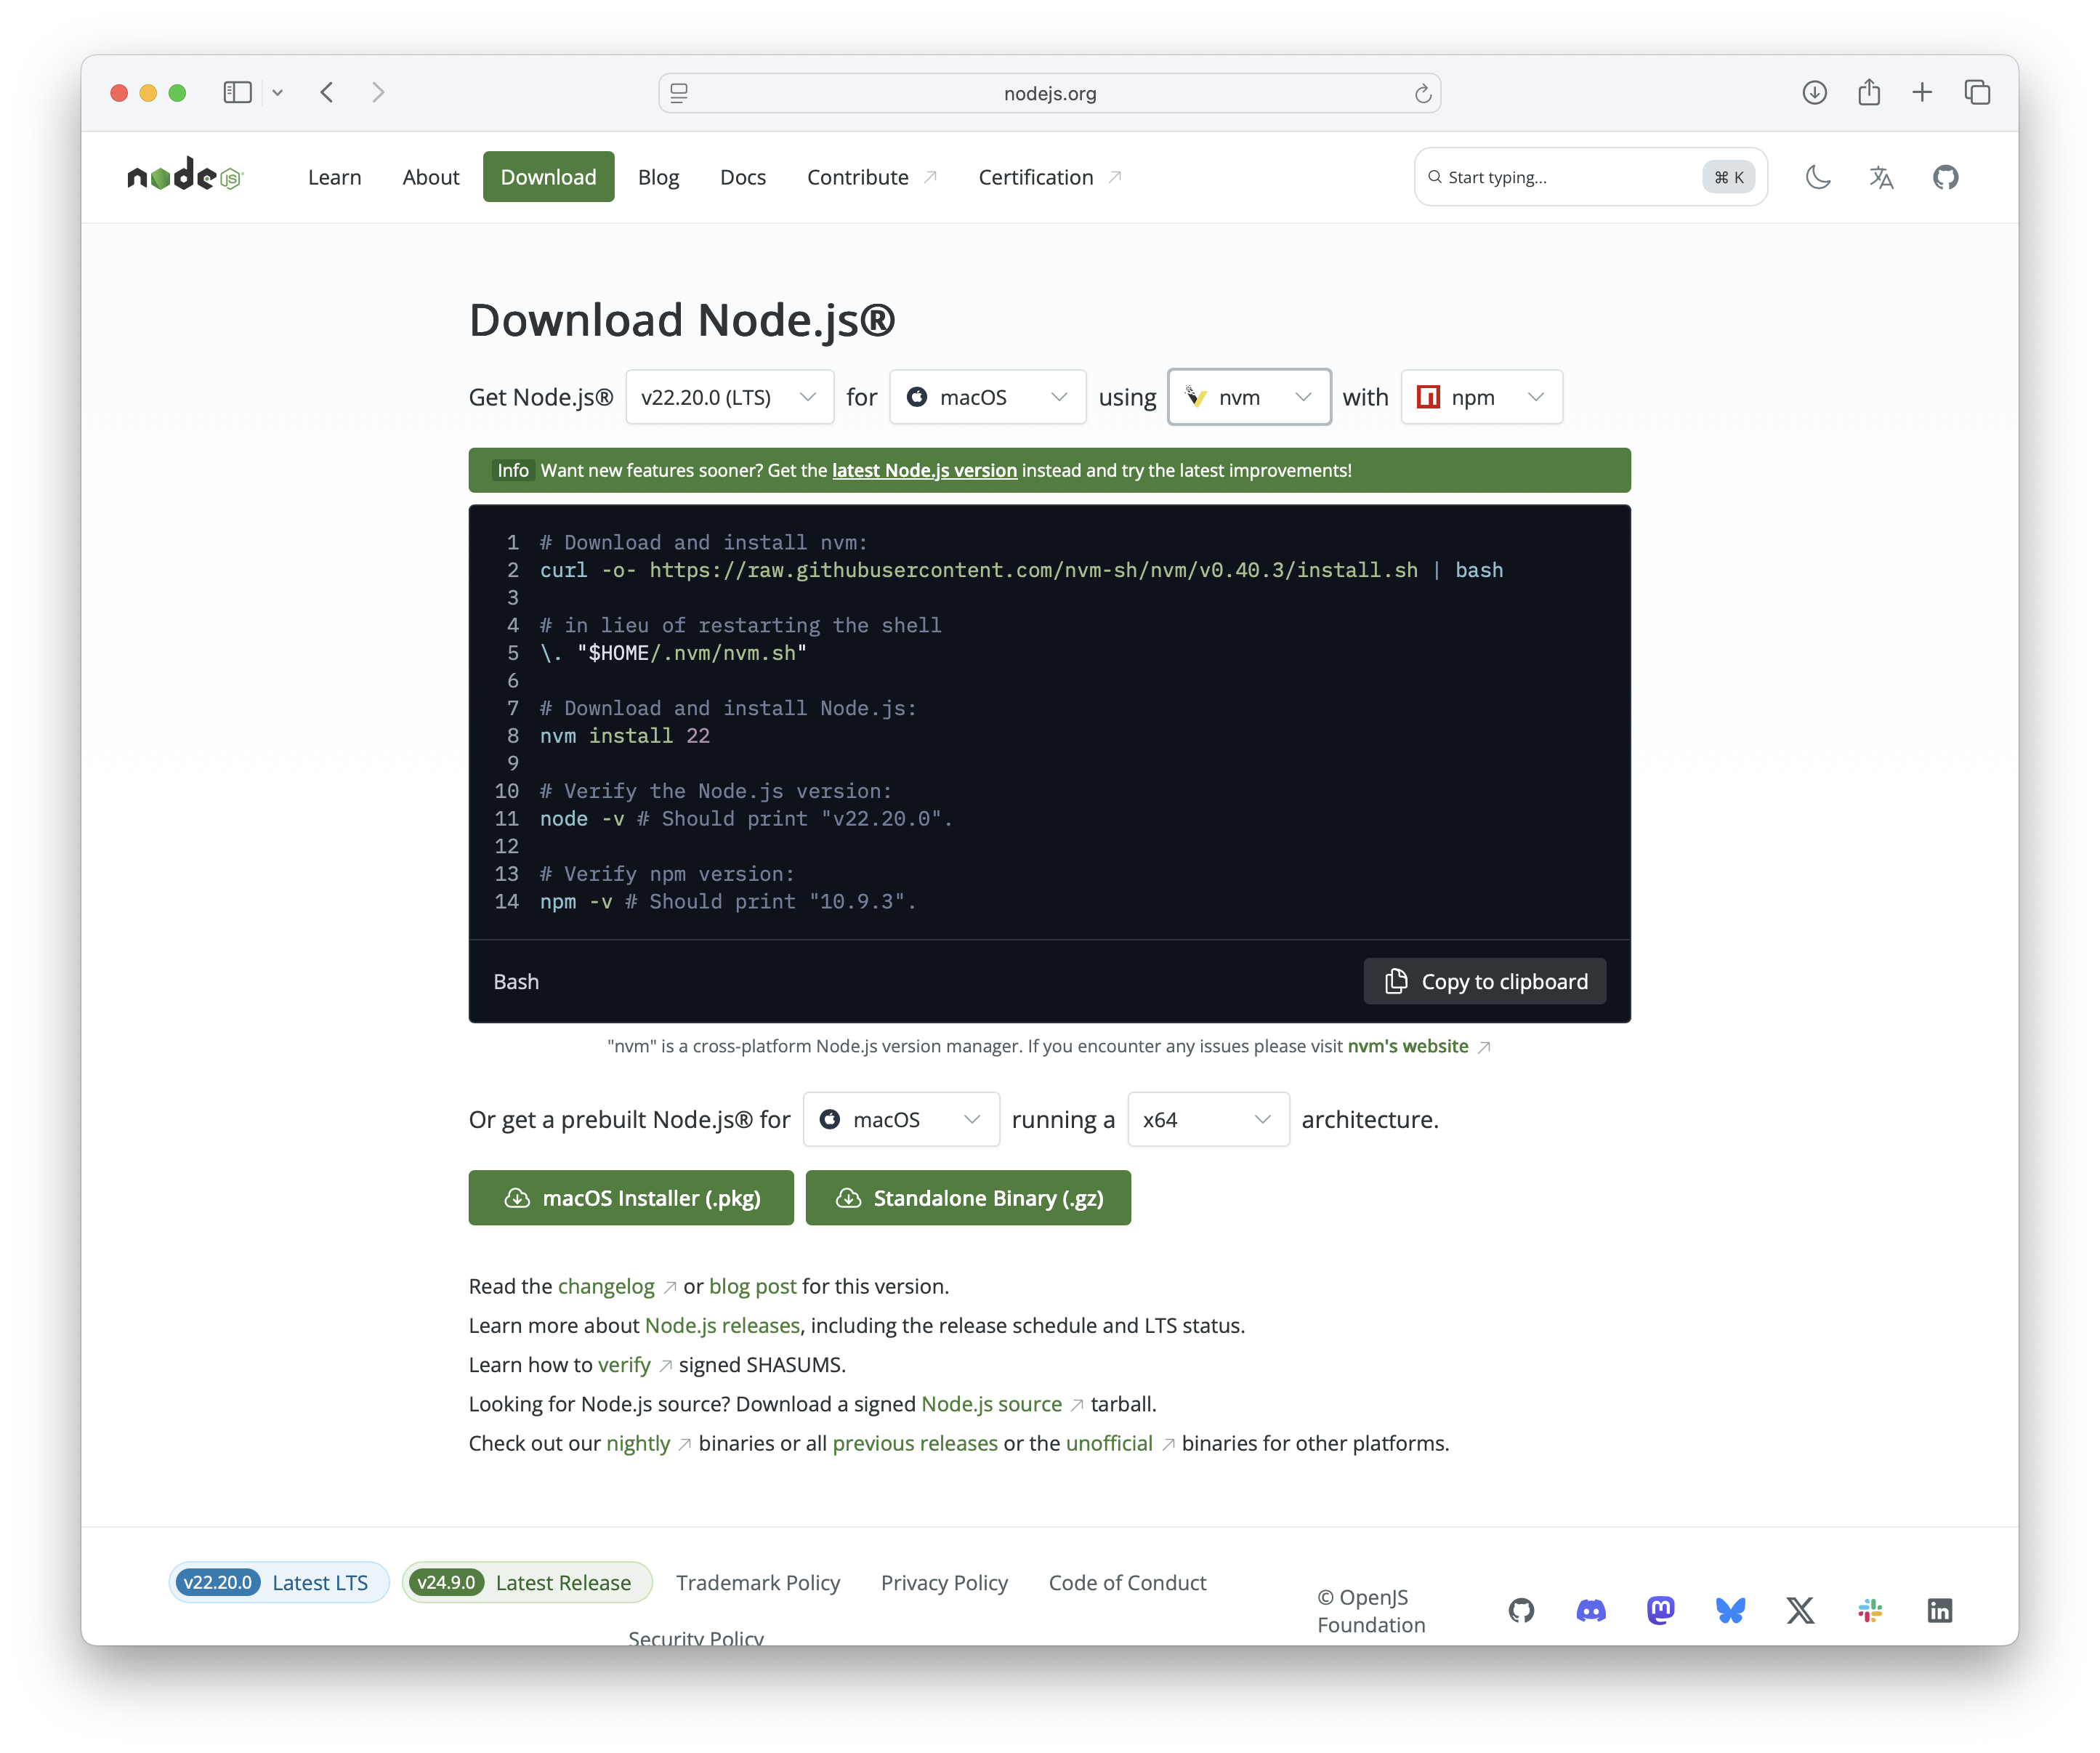 nodejs.org
node JS
Learn About Download Blog Docs Contribute Certification Start typing... ⌘ K
Download Node.js®
Get Node.js® v22.20.0 (LTS) for macOS using nvm with npm
Info Want new features sooner? Get the latest Node.js version instead and try the latest improvements!
1 # Download and install nvm:
2 curl -o- https://raw.githubusercontent.com/nvm-sh/nvm/v0.40.3/install.sh | bash
3
4 # in lieu of restarting the shell
5 \. "$HOME/.nvm/nvm.sh"
6
7 # Download and install Node.js:
8 nvm install 22
9
10 # Verify the Node.js version:
11 node -v # Should print "v22.20.0".
12
13 # Verify npm version:
14 npm -v # Should print "10.9.3".
Bash Copy to clipboard
"nvm" is a cross-platform Node.js version manager. If you encounter any issues please visit nvm's website
Or get a prebuilt Node.js® for macOS running a x64 architecture.
macOS Installer (.pkg) Standalone Binary (.gz)
Read the changelog or blog post for this version.
Learn more about Node.js releases, including the release schedule and LTS status.
Learn how to verify signed SHASUMS.
Looking for Node.js source? Download a signed Node.js source tarball.
Check out our nightly binaries or all previous releases or the unofficial binaries for other platforms.
v22.20.0 Latest LTS v24.9.0 Latest Release Trademark Policy Privacy Policy Code of Conduct
Security Policy
© OpenJS
Foundation